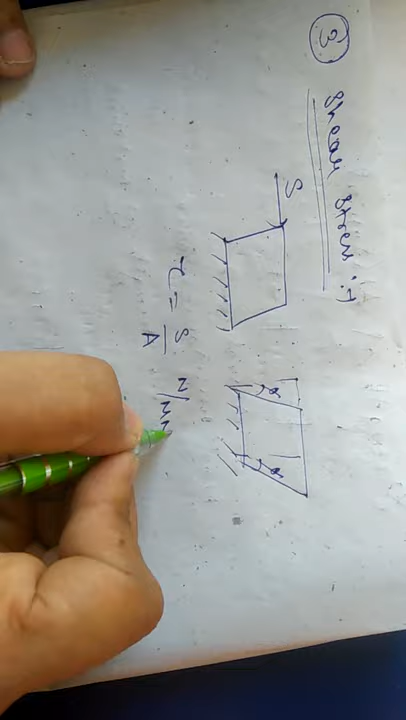 ③ Shear Stress :-
S
φ φ
τ = S/A N/MM